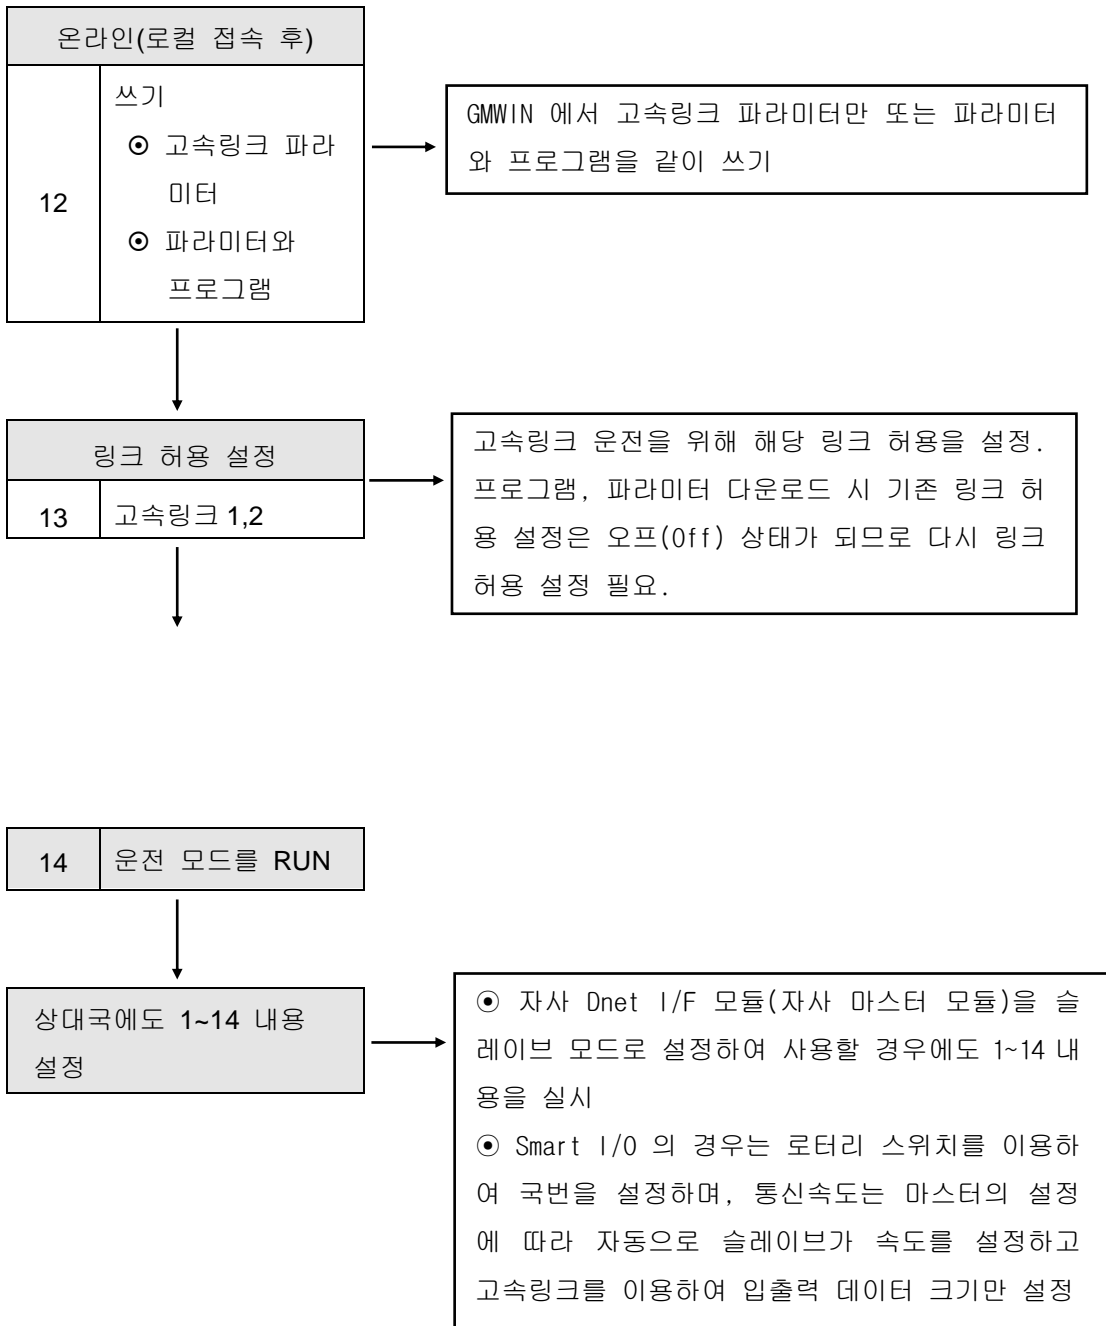 온라인(로컬 접속 후)
12
쓰기
⊙ 고속링크 파라
미터
⊙ 파라미터와
프로그램
GMWIN 에서 고속링크 파라미터만 또는 파라미터
와 프로그램을 같이 쓰기
링크 허용 설정
13
고속링크 1,2
고속링크 운전을 위해 해당 링크 허용을 설정.
프로그램, 파라미터 다운로드 시 기존 링크 허
용 설정은 오프(Off) 상태가 되므로 다시 링크
허용 설정 필요.
14
운전 모드를 RUN
상대국에도 1~14 내용
설정
⊙ 자사 Dnet I/F 모듈(자사 마스터 모듈)을 슬
레이브 모드로 설정하여 사용할 경우에도 1~14 내
용을 실시
⊙ Smart I/O 의 경우는 로터리 스위치를 이용하
여 국번을 설정하며, 통신속도는 마스터의 설정
에 따라 자동으로 슬레이브가 속도를 설정하고
고속링크를 이용하여 입출력 데이터 크기만 설정